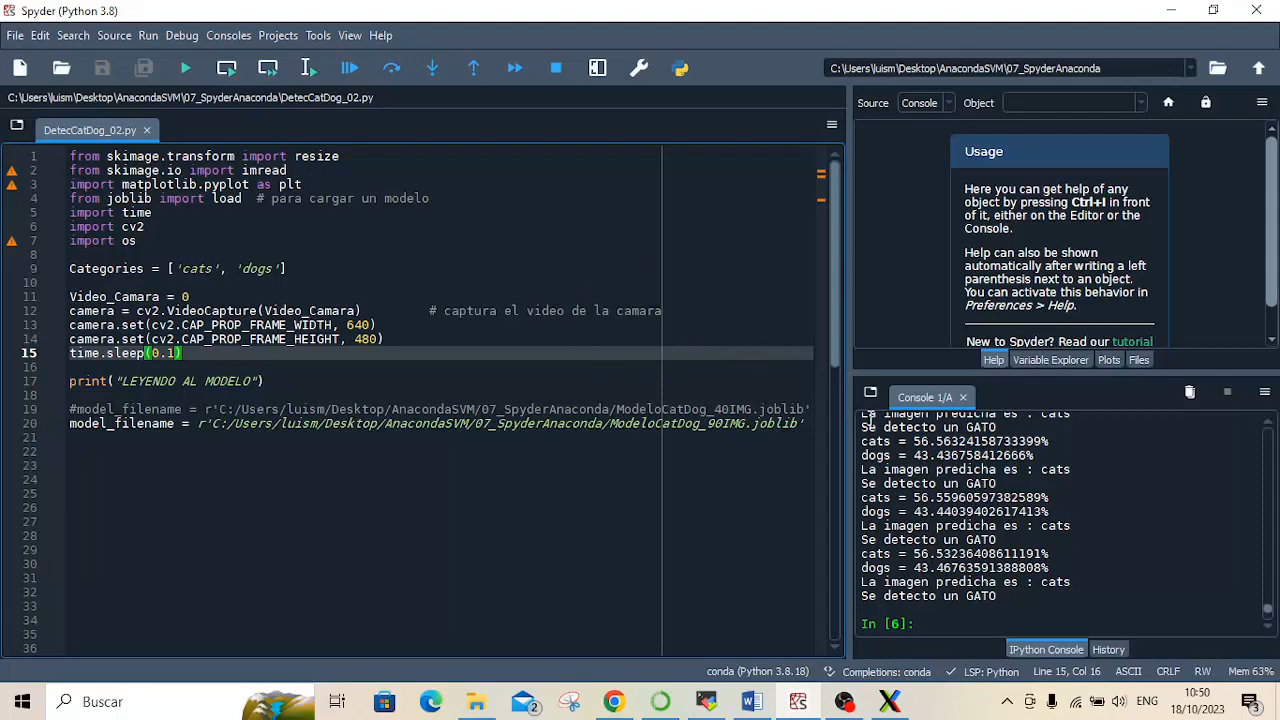 Spyder (Python 3.8)
File Edit Search Source Run Debug Consoles Projects Tools View Help
C:\Users\luism\Desktop\AnacondaSVM\07_SpyderAnaconda
C:\Users\luism\Desktop\AnacondaSVM\07_SpyderAnaconda\DetecCatDog_02.py
DetecCatDog_02.py
1 from skimage.transform import resize
2 from skimage.io import imread
3 import matplotlib.pyplot as plt
4 from joblib import load  # para cargar un modelo
5 import time
6 import cv2
7 import os
8
9 Categories = ['cats', 'dogs']
10
11 Video_Camara = 0
12 camera = cv2.VideoCapture(Video_Camara)         # captura el video de la camara
13 camera.set(cv2.CAP_PROP_FRAME_WIDTH, 640)
14 camera.set(cv2.CAP_PROP_FRAME_HEIGHT, 480)
15 time.sleep(0.1)
16
17 print("LEYENDO AL MODELO")
18
19 #model_filename = r'C:/Users/luism/Desktop/AnacondaSVM/07_SpyderAnaconda/ModeloCatDog_40IMG.joblib'
20 model_filename = r'C:/Users/luism/Desktop/AnacondaSVM/07_SpyderAnaconda/ModeloCatDog_90IMG.joblib'
21
22
23
24
25
26
27
28
29
30
31
32
33
34
35
36
Source Console Object
Usage
Here you can get help of any
object by pressing Ctrl+I in front
of it, either on the Editor or the
Console.
Help can also be shown
automatically after writing a left
parenthesis next to an object.
You can activate this behavior in
Preferences > Help.
New to Spyder? Read our tutorial
Help Variable Explorer Plots Files
Console 1/A
La imagen predicha es : cats
Se detecto un GATO
cats = 56.56324158733399%
dogs = 43.436758412666%
La imagen predicha es : cats
Se detecto un GATO
cats = 56.55960597382589%
dogs = 43.44039402617413%
La imagen predicha es : cats
Se detecto un GATO
cats = 56.53236408611191%
dogs = 43.46763591388808%
La imagen predicha es : cats
Se detecto un GATO
In [6]:
IPython Console History
conda (Python 3.8.18) Completions: conda LSP: Python Line 15, Col 16 ASCII CRLF RW Mem 63%
Buscar
2
10:50
18/10/2023
3